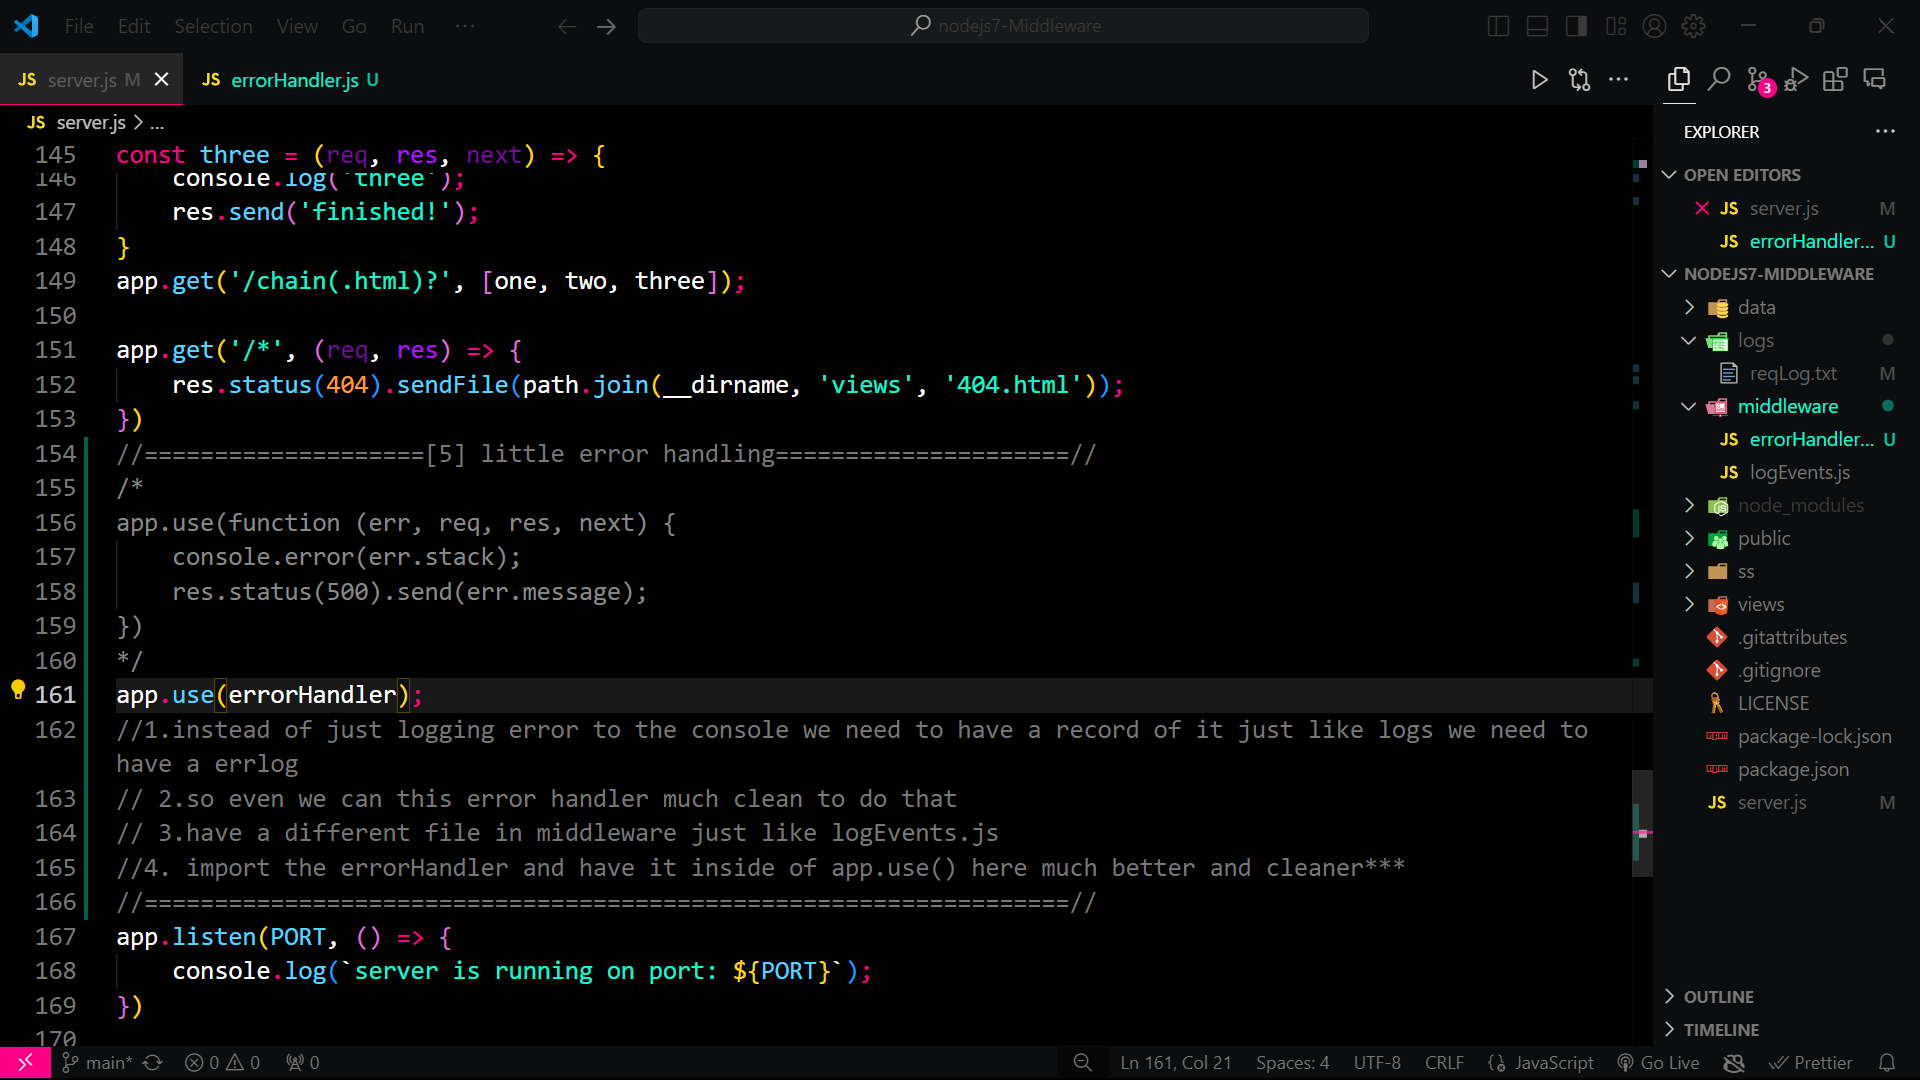 File Edit Selection View Go Run ··· nodejs7-Middleware
JS server.js M JS errorHandler.js U
JS server.js > ...
145 const three = (req, res, next) => {
146     console.log(`three`);
147     res.send('finished!');
148 }
149 app.get('/chain(.html)?', [one, two, three]);
150
151 app.get('/*', (req, res) => {
152     res.status(404).sendFile(path.join(__dirname, 'views', '404.html'));
153 })
154 //====================[5] little error handling=====================//
155 /*
156 app.use(function (err, req, res, next) {
157     console.error(err.stack);
158     res.status(500).send(err.message);
159 })
160 */
161 app.use(errorHandler);
162 //1.instead of just logging error to the console we need to have a record of it just like logs we need to
have a errlog
163 // 2.so even we can this error handler much clean to do that
164 // 3.have a different file in middleware just like logEvents.js
165 //4. import the errorHandler and have it inside of app.use() here much better and cleaner***
166 //==================================================================//
167 app.listen(PORT, () => {
168     console.log(`server is running on port: ${PORT}`);
169 })
170
3
EXPLORER ···
OPEN EDITORS
JS server.js M
JS errorHandler... U
NODEJS7-MIDDLEWARE
data
logs
reqLog.txt M
middleware
JS errorHandler... U
JS logEvents.js
node_modules
public
ss
views
.gitattributes
.gitignore
LICENSE
package-lock.json
package.json
JS server.js M
OUTLINE
TIMELINE
main* 0 0 0 Ln 161, Col 21 Spaces: 4 UTF-8 CRLF JavaScript Go Live Prettier